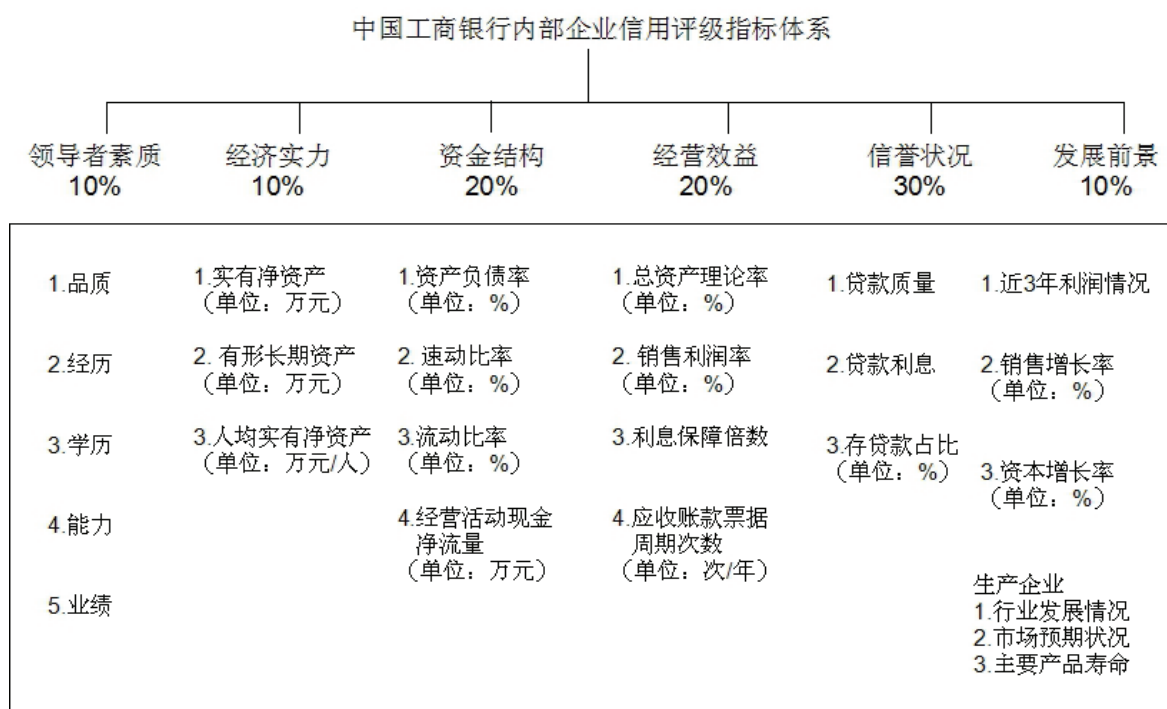 中国工商银行内部企业信用评级指标体系
领导者素质
10%
经济实力
10%
资金结构
20%
经营效益
20%
信誉状况
30%
发展前景
10%
1.品质
2.经历
3.学历
4.能力
5.业绩
1.实有净资产
（单位：万元）
2. 有形长期资产
（单位：万元）
3.人均实有净资产
（单位：万元/人）
1.资产负债率
（单位：%）
2. 速动比率
（单位：%）
3.流动比率
（单位：%）
4.经营活动现金
净流量
（单位：万元）
1.总资产理论率
（单位：%）
2. 销售利润率
（单位：%）
3.利息保障倍数
4.应收账款票据
周期次数
（单位：次/年）
1.贷款质量
2.贷款利息
3.存贷款占比
（单位：%）
1.近3年利润情况
2.销售增长率
（单位：%）
3.资本增长率
（单位：%）
生产企业
1.行业发展情况
2.市场预期状况
3.主要产品寿命